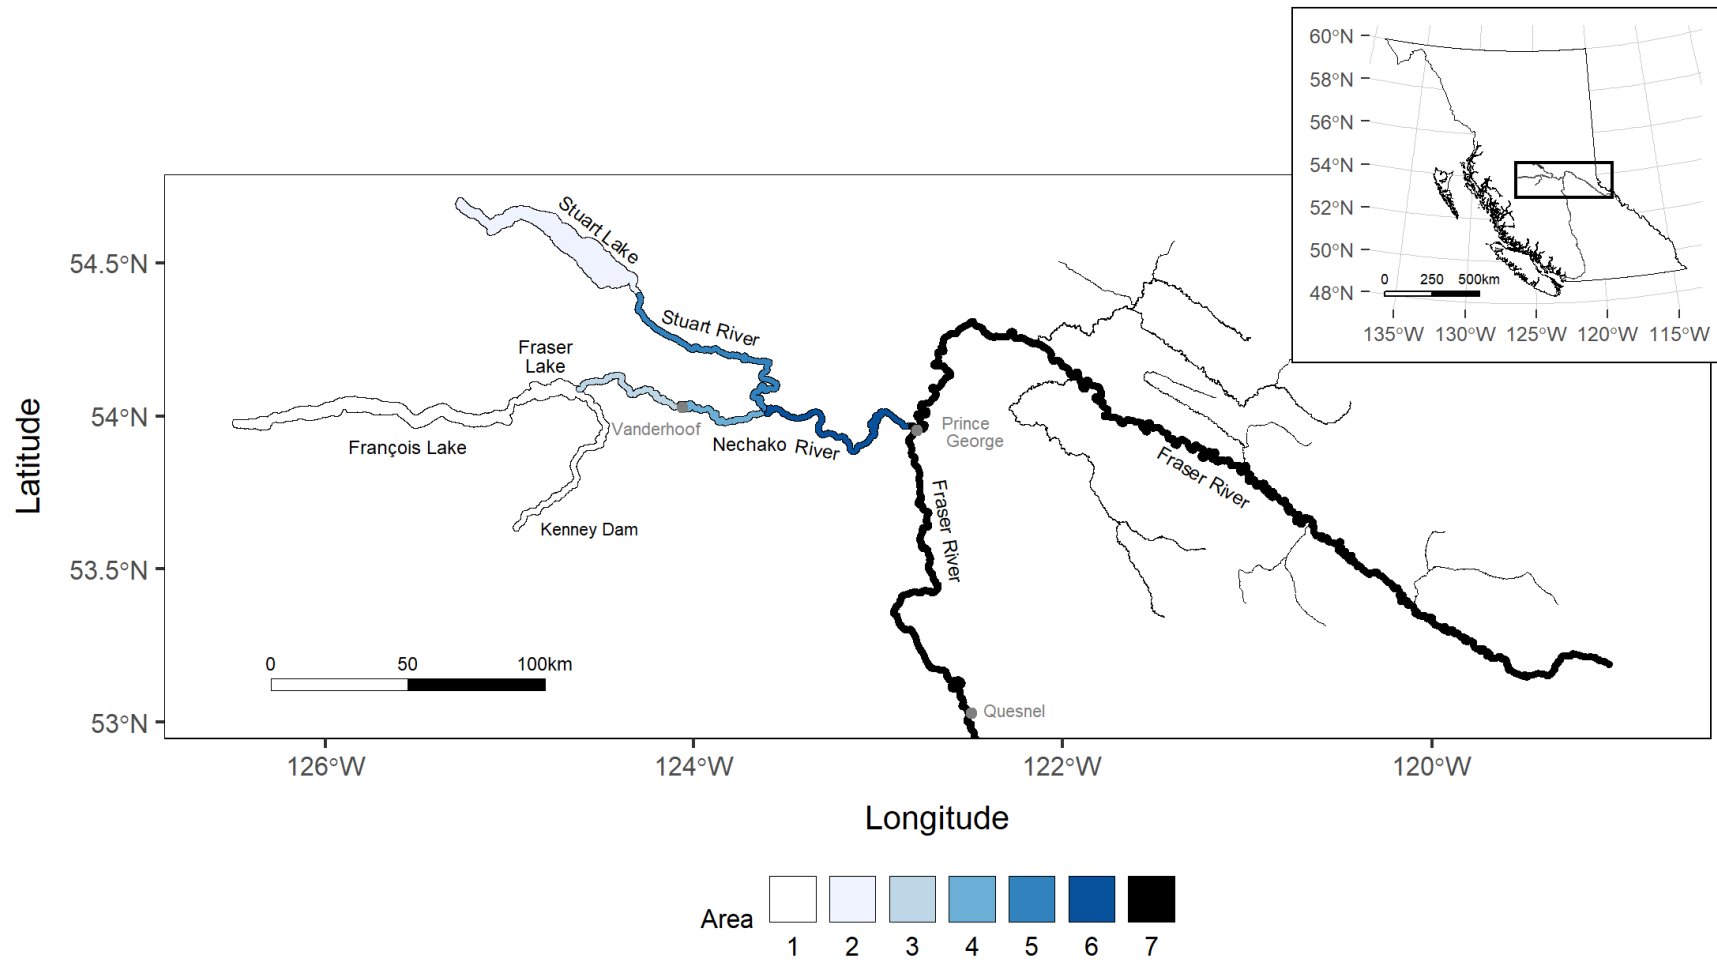 60°N
58°N
56°N
54°N
52°N
50°N
48°N
0 250 500km
135°W 130°W 125°W 120°W 115°W
Latitude
54.5°N
54°N
53.5°N
53°N
Stuart Lake
Stuart River
Fraser
Lake
François Lake
Vanderhoof
Nechako River
Kenney Dam
Prince
George
Fraser River
Fraser River
Quesnel
0 50 100km
126°W 124°W 122°W 120°W
Longitude
Area
1 2 3 4 5 6 7